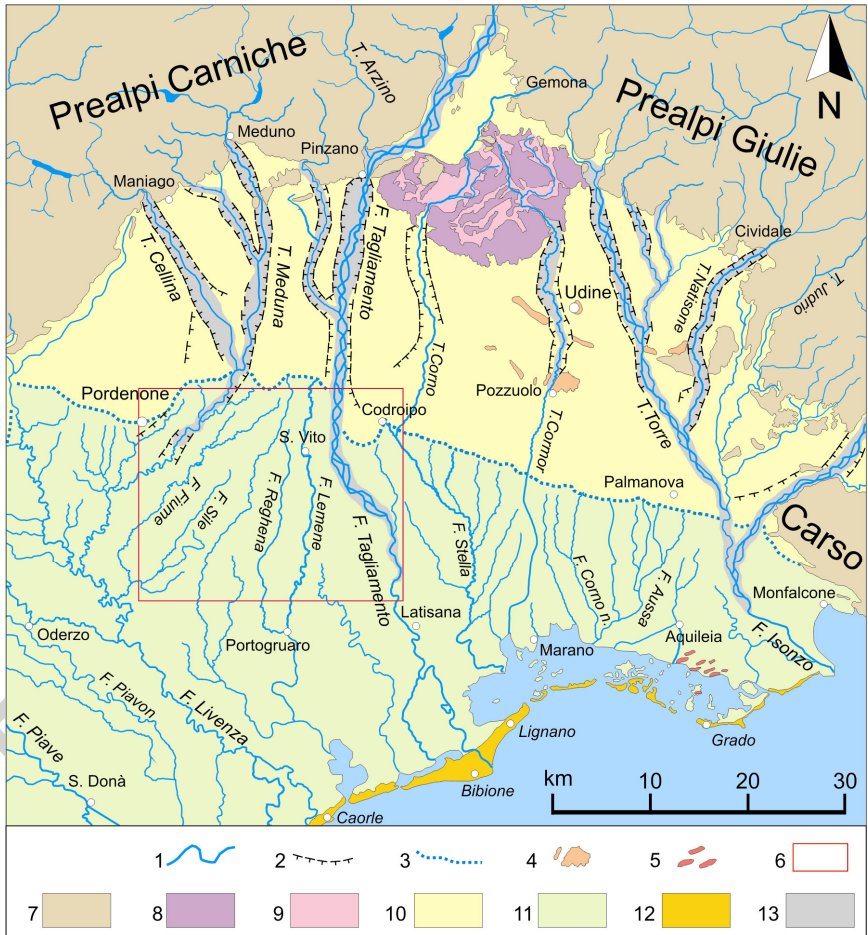 Prealpi Carniche
T. Arzino
Gemona
Prealpi Giulie
N
Meduno
Pinzano
Maniago
Cividale
T. Cellina
T. Meduna
F. Tagliamento
T. Corno
Udine
T. Natisone
T. Judrio
Pordenone
Codroipo
Pozzuolo
T. Cormor
T. Torre
S. Vito
Palmanova
Carso
F. Fiume
F. Sile
F. Reghena
F. Lemene
F. Tagliamento
F. Stella
F. Corno n.
F. Aussa
Monfalcone
Latisana
Oderzo
Portogruaro
Marano
Aquileia
F. Isonzo
F. Piavon
F. Livenza
F. Piave
Lignano
Grado
S. Donà
Bibione
km 10 20 30
Caorle
1 2 3 4 5 6
7 8 9 10 11 12 13